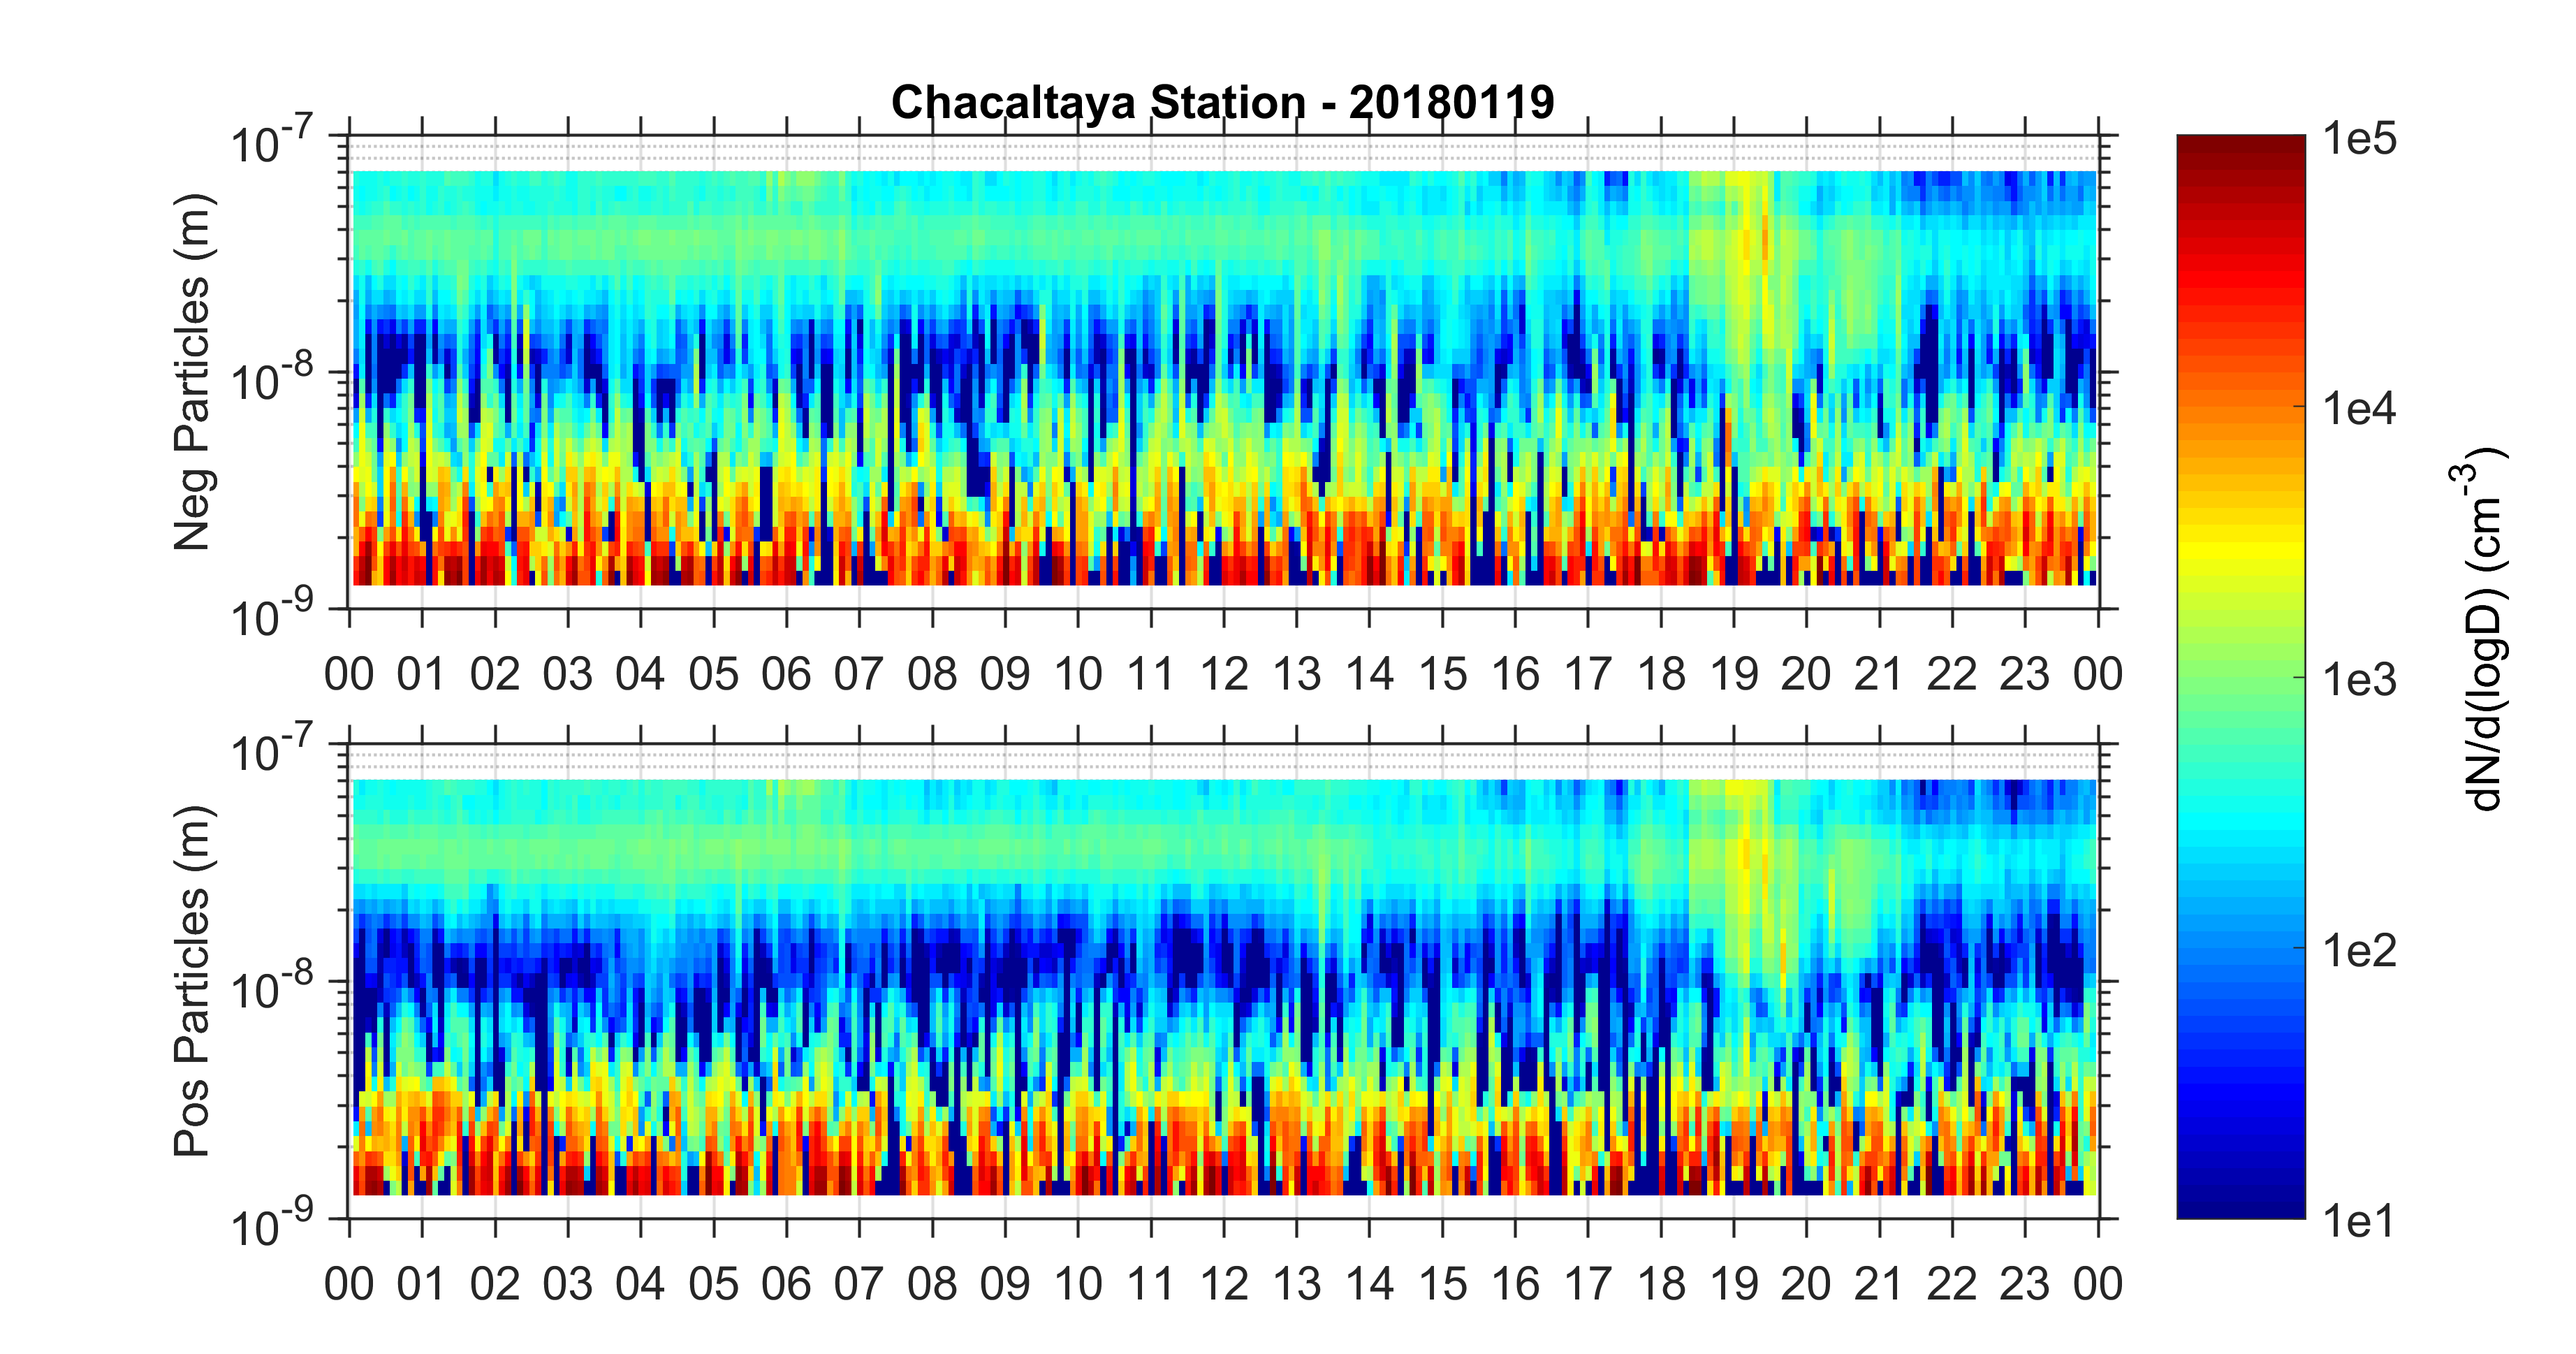 Chacaltaya Station - 20180119
10-7
10-8
10-9
Neg Particles (m)
00 01 02 03 04 05 06 07 08 09 10 11 12 13 14 15 16 17 18 19 20 21 22 23 00
10-7
10-8
10-9
Pos Particles (m)
00 01 02 03 04 05 06 07 08 09 10 11 12 13 14 15 16 17 18 19 20 21 22 23 00
1e5
1e4
1e3
1e2
1e1
dN/d(logD) (cm-3)